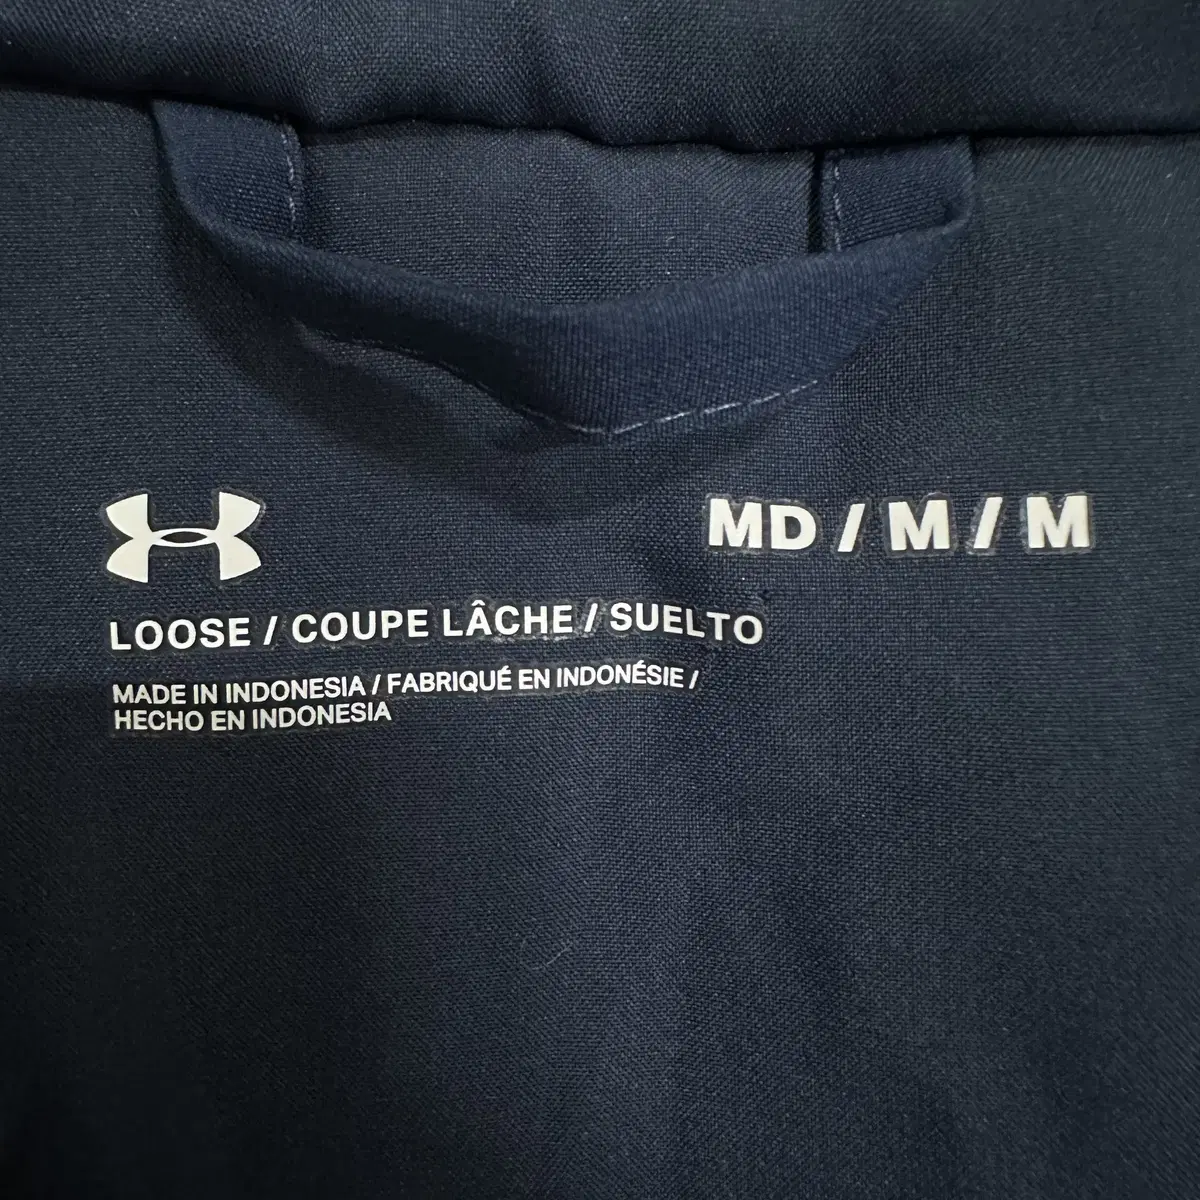 MD / M / M
LOOSE / COUPE LÂCHE / SUELTO
MADE IN INDONESIA / FABRIQUÉ EN INDONÉSIE /
HECHO EN INDONESIA